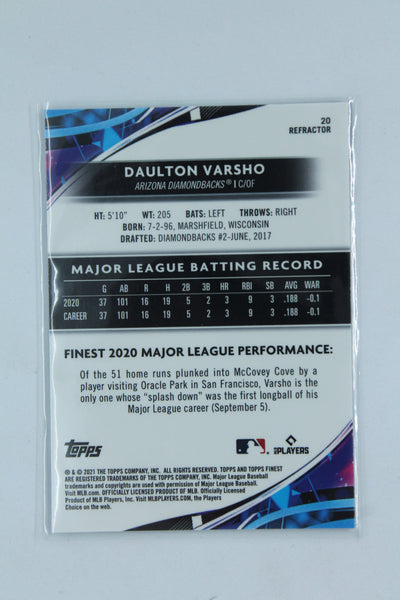 20
REFRACTOR
DAULTON VARSHO
ARIZONA DIAMONDBACKS® | C/OF
HT: 5'10" WT: 205 BATS: LEFT THROWS: RIGHT
BORN: 7-2-96, MARSHFIELD, WISCONSIN
DRAFTED: DIAMONDBACKS #2-JUNE, 2017
MAJOR LEAGUE BATTING RECORD
G AB R H 2B 3B HR RBI SB AVG WAR
2020 37 101 16 19 5 2 3 9 3 .188 -0.1
CAREER 37 101 16 19 5 2 3 9 3 .188 -0.1
FINEST 2020 MAJOR LEAGUE PERFORMANCE:
Of the 51 home runs plunked into McCovey Cove by a
player visiting Oracle Park in San Francisco, Varsho is
the only one whose "splash down" was the first longball of his
Major League career (September 5).
TOPPS
PLAYERS
® & © 2021 THE TOPPS COMPANY, INC. ALL RIGHTS RESERVED. TOPPS AND TOPPS FINEST
ARE REGISTERED TRADEMARKS OF THE TOPPS COMPANY, INC. Major League Baseball
trademarks and copyrights are used with permission of Major League Baseball.
Visit MLB.com. OFFICIALLY LICENSED PRODUCT OF MLB. Officially Licensed
Product of MLB Players, Inc. Visit MLBPLAYERS.com, the Players
Choice on the web.